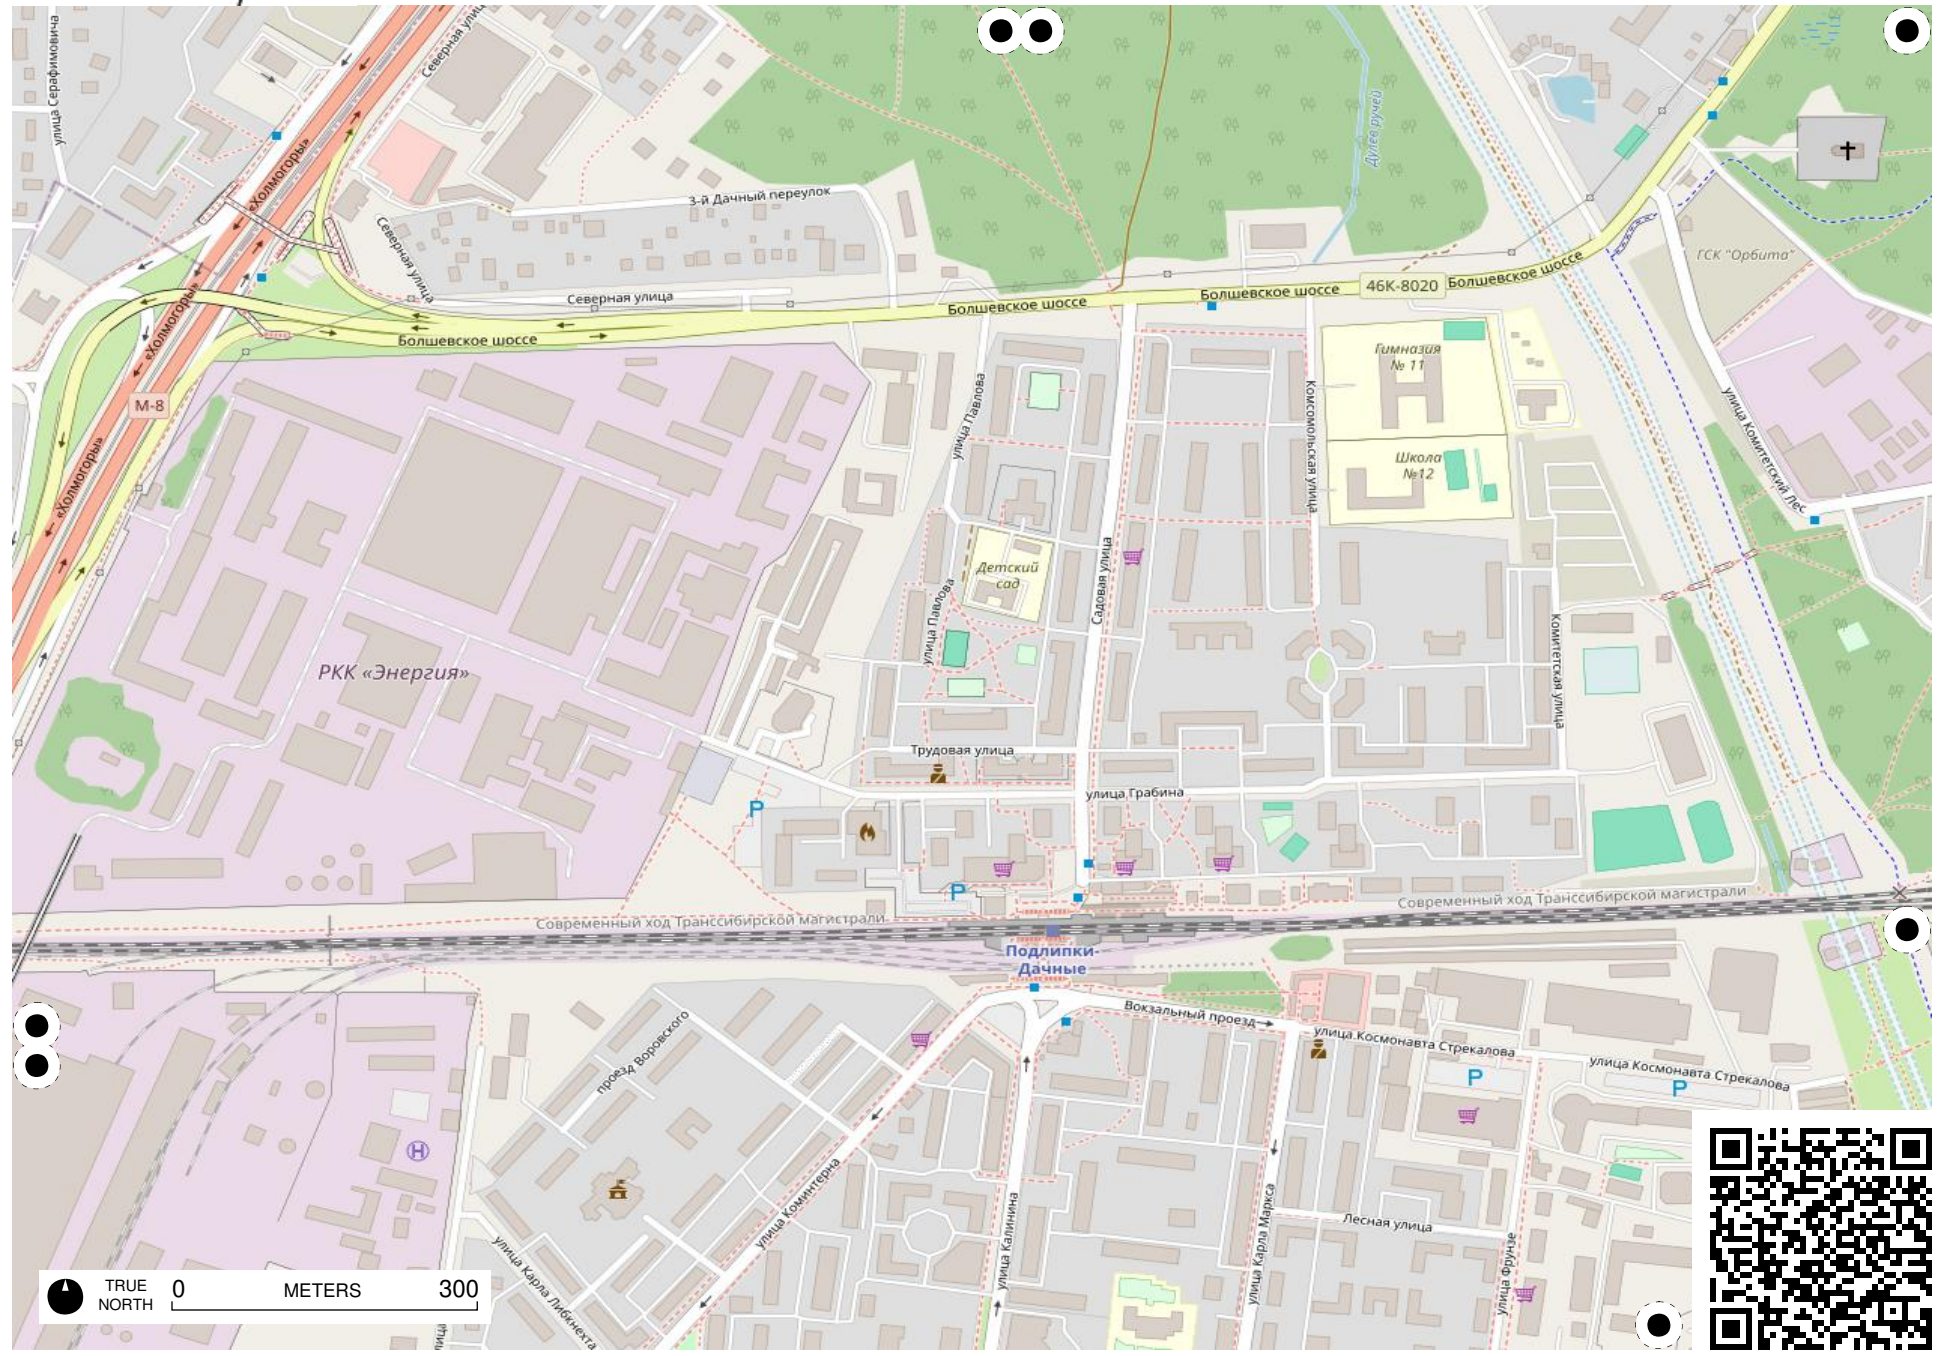 улица Серафимовича
Северная улица
«Холмогоры»
3-й Дачный переулок
Северная улица
Дулёв ручей
ГСК "Орбита"
Северная улица
Болшевское шоссе
Болшевское шоссе
46К-8020
Болшевское шоссе
Болшевское шоссе
«Холмогоры»
М-8
«Холмогоры»
улица Павлова
Комсомольская улица
Гимназия
№ 11
Школа
№12
улица Комитетский Лес
Детский
сад
Садовая улица
улица Павлова
Комитетская улица
РКК «Энергия»
Трудовая улица
улица Грабина
P
P
Современный ход Транссибирской магистрали
Современный ход Транссибирской магистрали
Подлипки-
Дачные
проезд Воровского
Вокзальный проезд
улица Космонавта Стрекалова
улица Космонавта Стрекалова
P
P
H
улица Коминтерна
улица Калинина
улица Карла Маркса
Лесная улица
улица Фрунзе
улица Карла Либкнехта
TRUE
NORTH
0 METERS 300